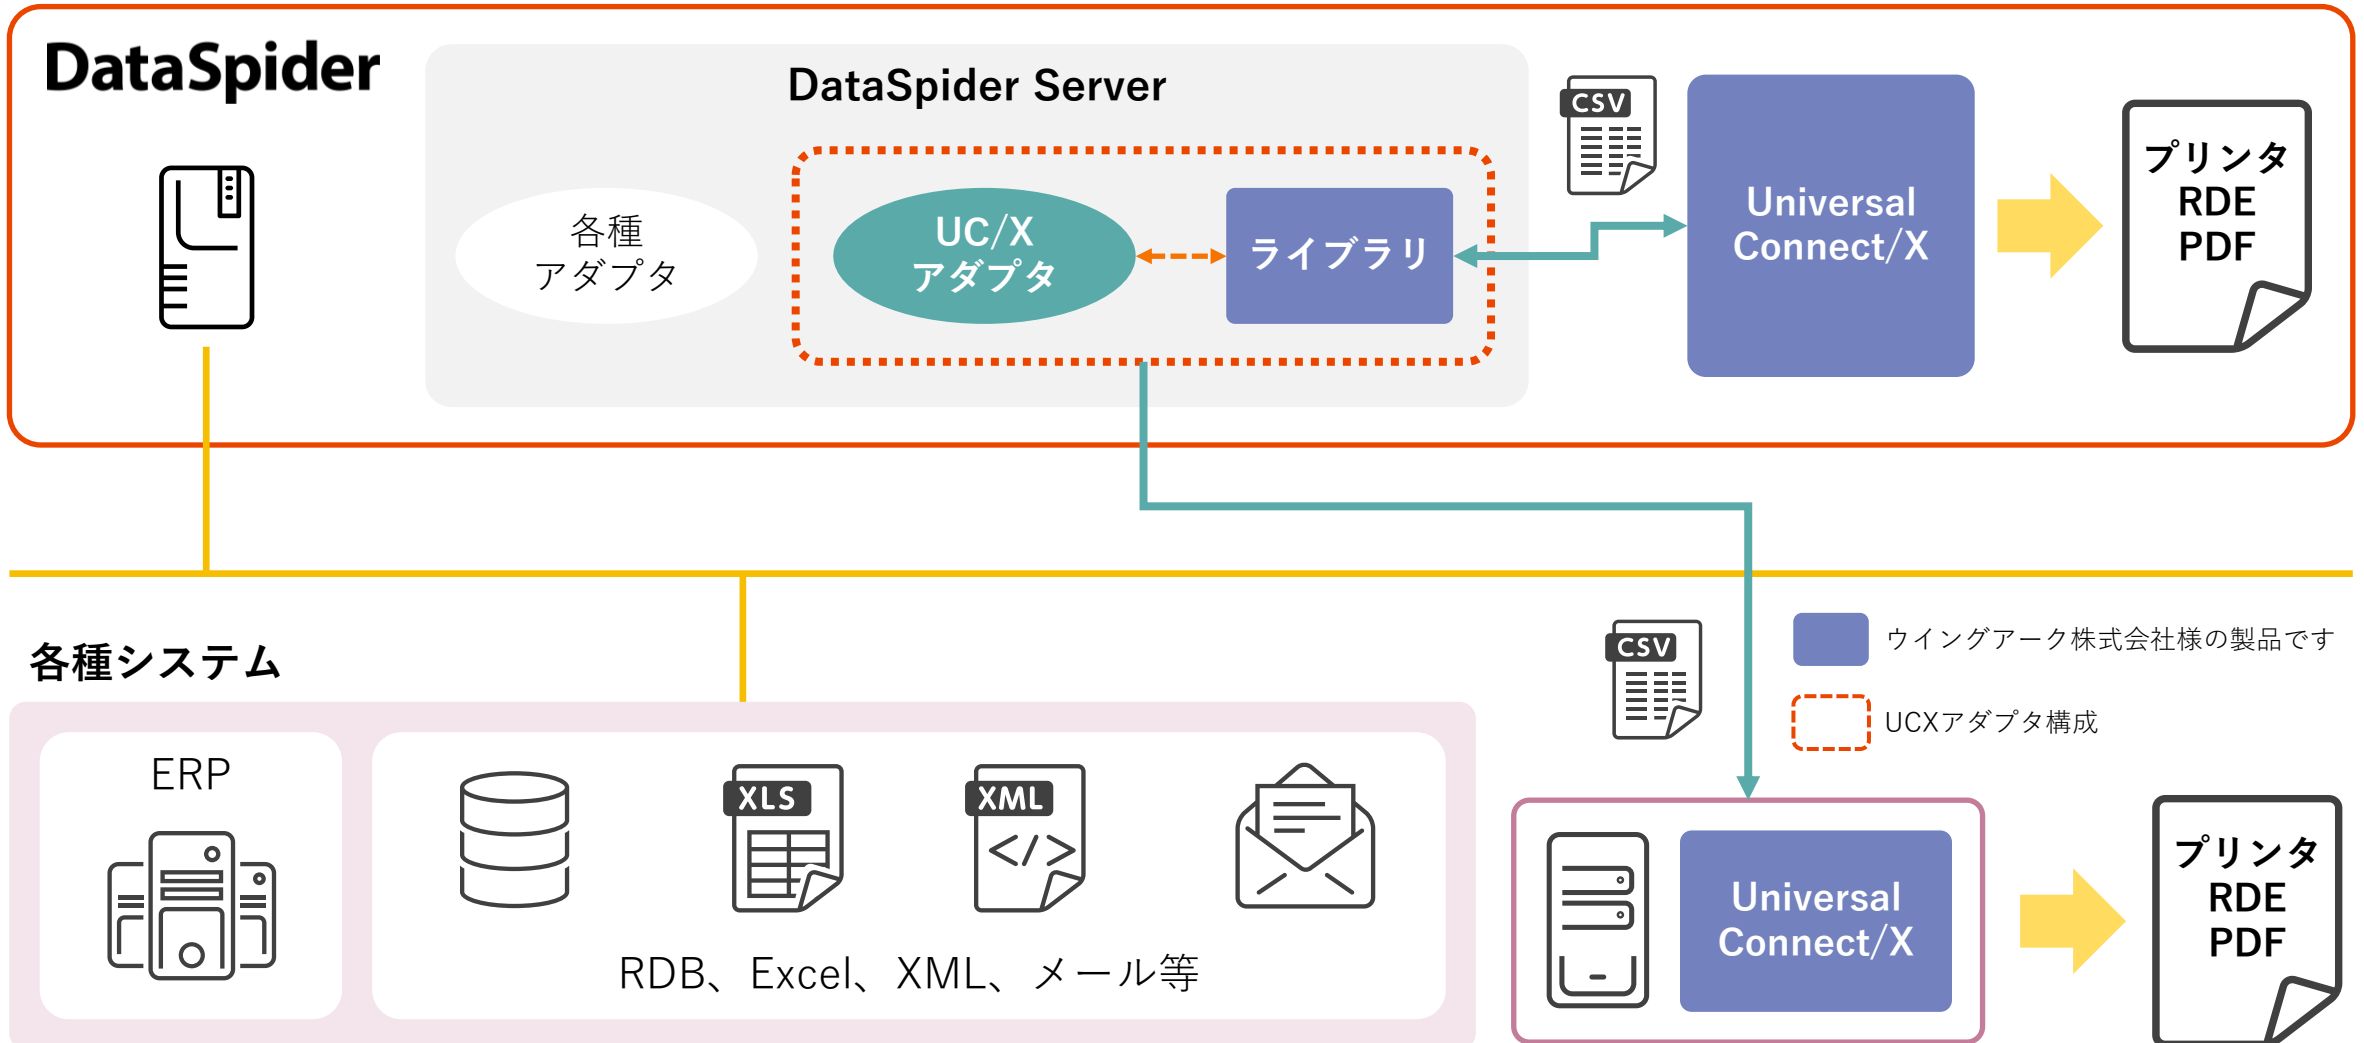 DataSpider
DataSpider Server
各種
アダプタ
UC/X
アダプタ
ライブラリ
CSV
Universal
Connect/X
プリンタ
RDE
PDF
各種システム
ERP
XLS
XML
RDB、Excel、XML、メール等
CSV
ウイングアーク株式会社様の製品です
UCXアダプタ構成
Universal
Connect/X
プリンタ
RDE
PDF